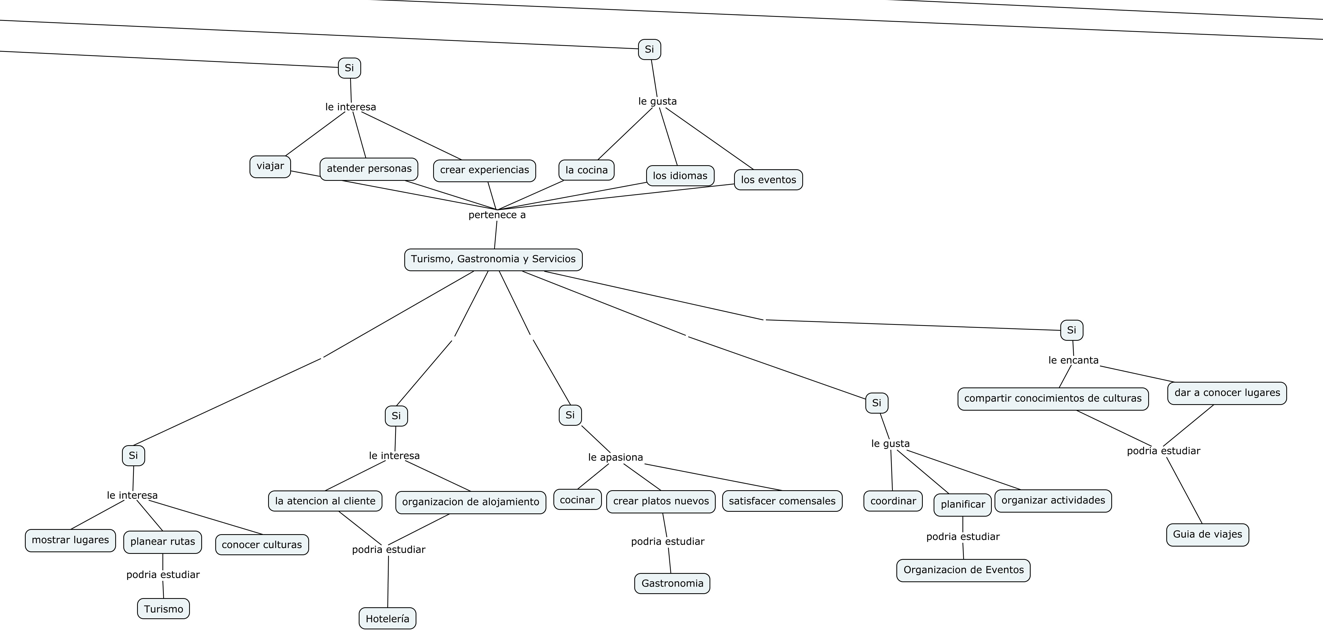 Si
Si
le interesa
le gusta
viajar
atender personas
crear experiencias
la cocina
los idiomas
los eventos
pertenece a
Turismo, Gastronomia y Servicios
Si
le encanta
compartir conocimientos de culturas
dar a conocer lugares
podria estudiar
Guia de viajes
Si
le gusta
coordinar
planificar
organizar actividades
podria estudiar
Organizacion de Eventos
Si
le apasiona
cocinar
crear platos nuevos
satisfacer comensales
podria estudiar
Gastronomia
Si
le interesa
la atencion al cliente
organizacion de alojamiento
podria estudiar
Hotelería
Si
le interesa
mostrar lugares
planear rutas
conocer culturas
podria estudiar
Turismo